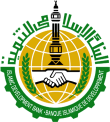 البنك الإسلامي للتنمية
ISLAMIC DEVELOPMENT BANK • BANQUE ISLAMIQUE DE DEVELOPPEMENT